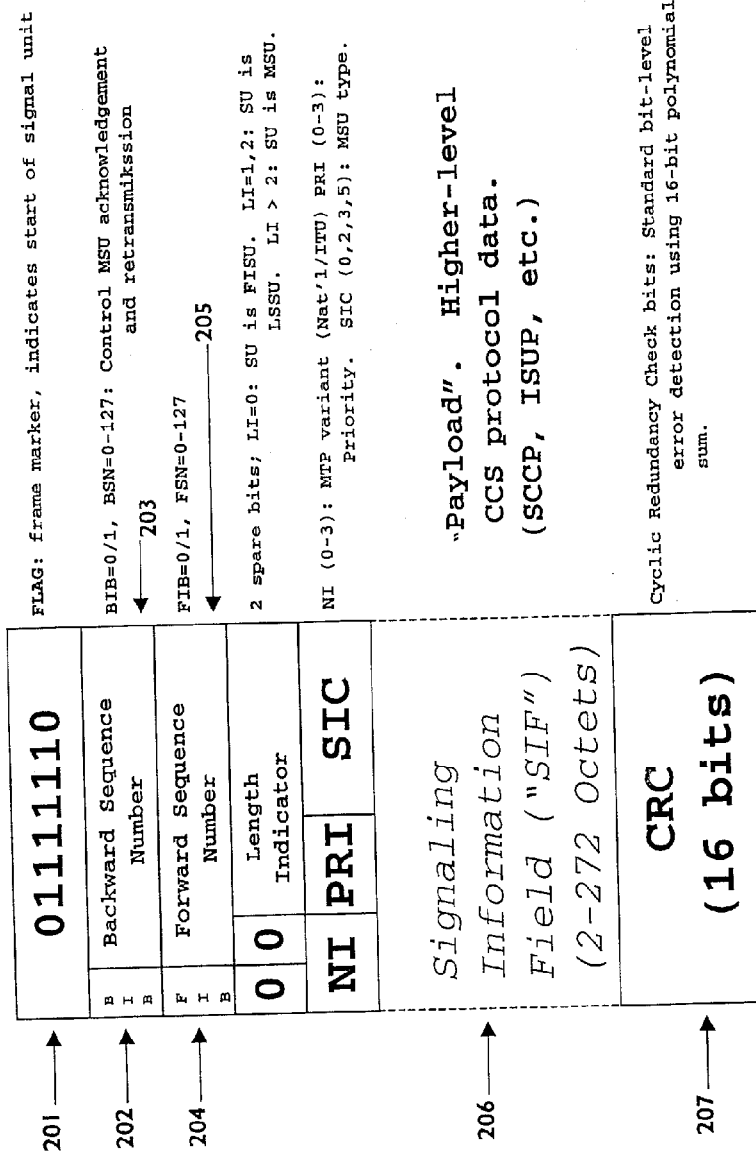 201
01111110
FLAG: frame marker, indicates start of signal unit
202
B
I
B
Backward Sequence
Number
BIB=0/1, BSN=0-127: Control MSU acknowledgement
and retransmikssion
203
204
F
I
B
Forward Sequence
Number
FIB=0/1, FSN=0-127
205
0 0
Length
Indicator
2 spare bits; LI=0: SU is FISU. LI=1,2: SU is
LSSU. LI > 2: SU is MSU.
NI PRI SIC
NI (0-3): MTP variant (Nat'l/ITU) PRI (0-3):
Priority. SIC (0,2,3,5): MSU type.
206
Signaling
Information
Field ("SIF")
(2-272 Octets)
"Payload". Higher-level
CCS protocol data.
(SCCP, ISUP, etc.)
207
CRC
(16 bits)
Cyclic Redundancy Check bits: Standard bit-level
error detection using 16-bit polynomial
sum.